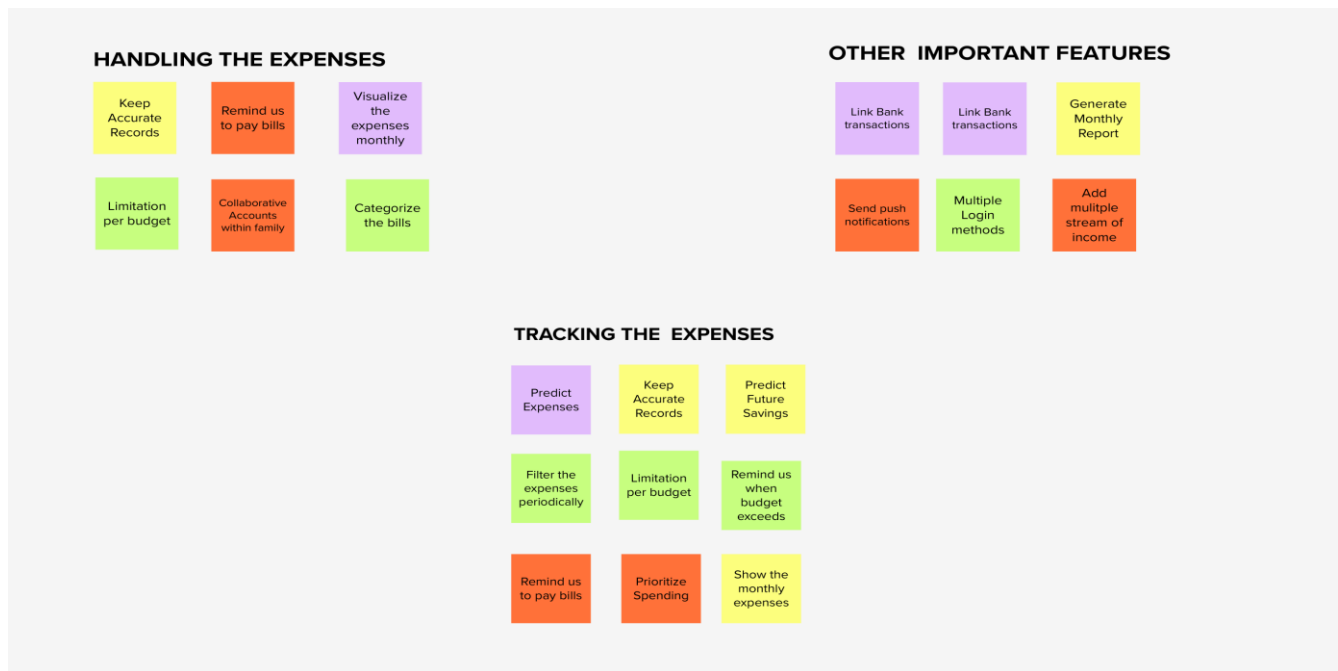 HANDLING THE EXPENSES
Keep
Accurate
Records
Remind us
to pay bills
Visualize
the
expenses
monthly
Limitation
per budget
Collaborative
Accounts
within family
Categorize
the bills
OTHER IMPORTANT FEATURES
Link Bank
transactions
Link Bank
transactions
Generate
Monthly
Report
Send push
notifications
Multiple
Login
methods
Add
mulitple
stream of
income
TRACKING THE EXPENSES
Predict
Expenses
Keep
Accurate
Records
Predict
Future
Savings
Filter the
expenses
periodically
Limitation
per budget
Remind us
when
budget
exceeds
Remind us
to pay bills
Prioritize
Spending
Show the
monthly
expenses